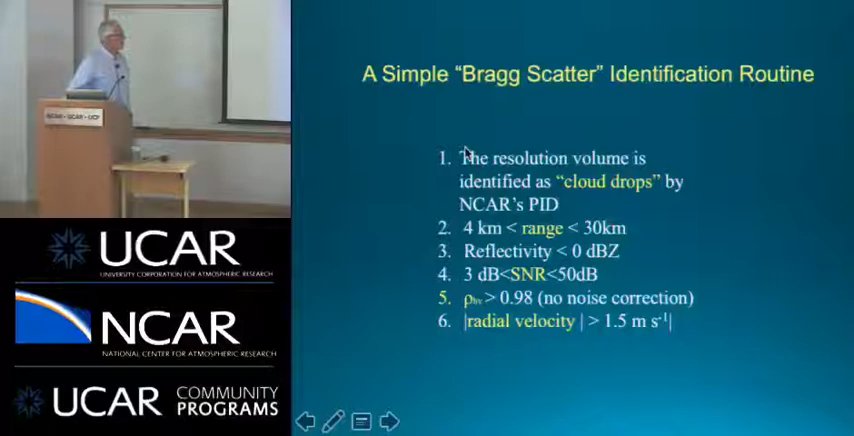 A Simple “Bragg Scatter” Identification Routine
1. The resolution volume is
identified as “cloud drops” by
NCAR's PID
2. 4 km < range < 30km
3. Reflectivity < 0 dBZ
4. 3 dB<SNR<50dB
5. ρhv > 0.98 (no noise correction)
6. |radial velocity | > 1.5 m s-1|
NCAR • UCAR • UCP
UCAR
UNIVERSITY CORPORATION FOR ATMOSPHERIC RESEARCH
NCAR
NATIONAL CENTER FOR ATMOSPHERIC RESEARCH
UCAR COMMUNITY
PROGRAMS